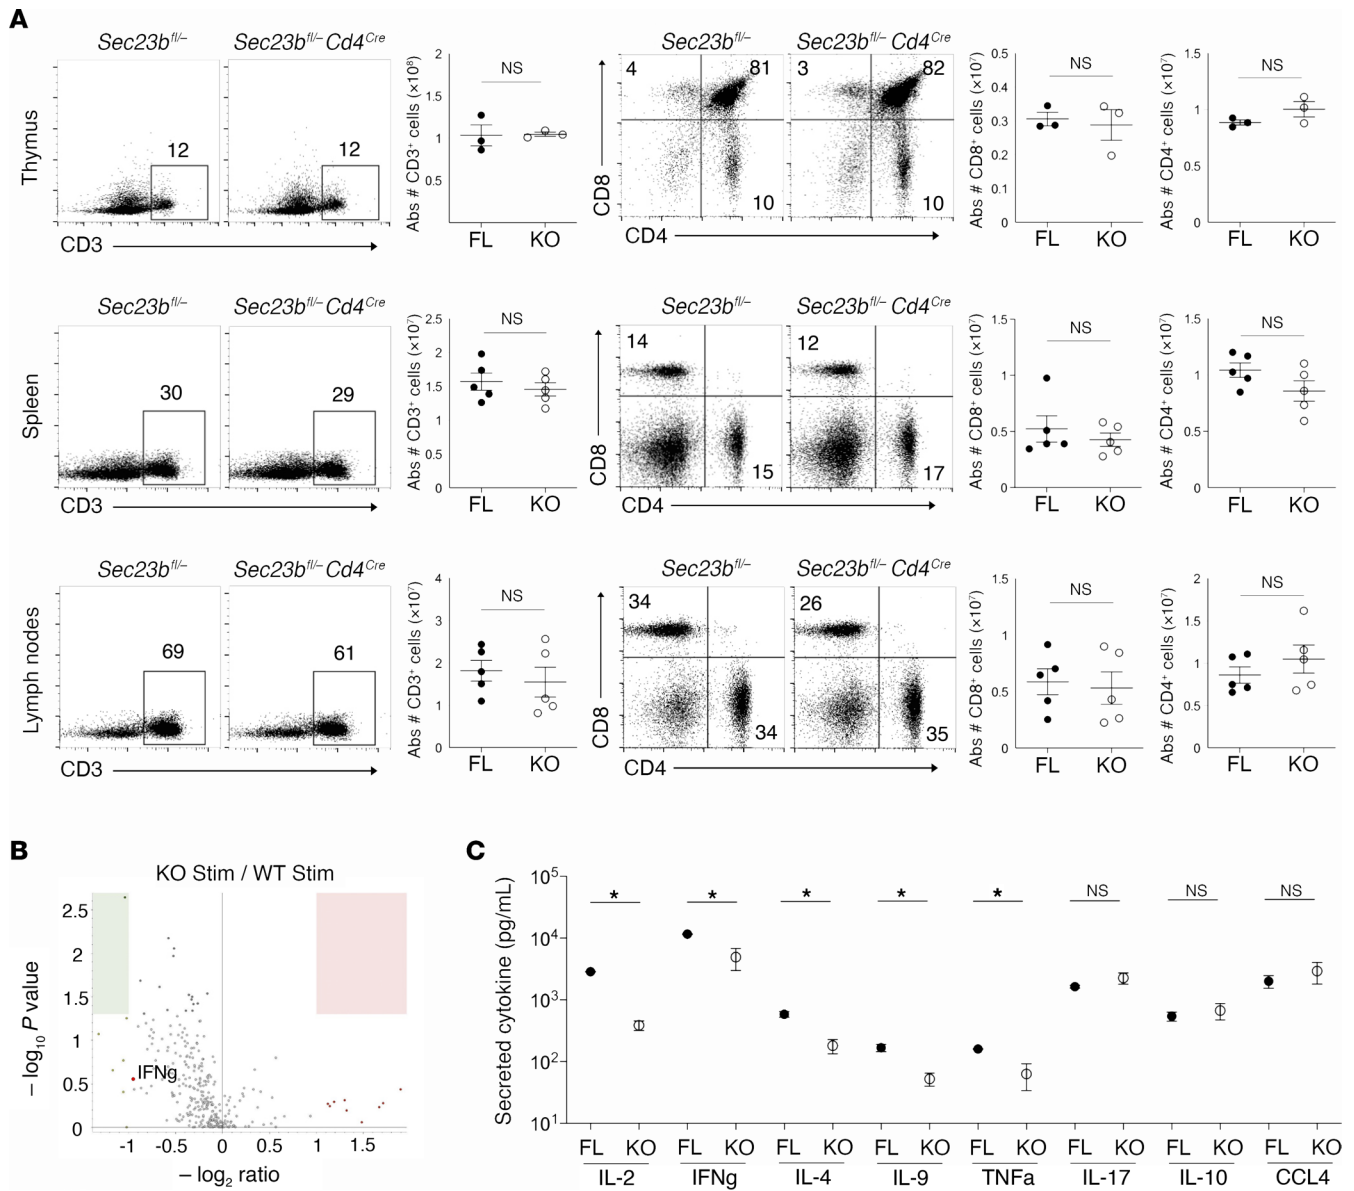 A
Sec23b^fl/– Sec23b^fl/– Cd4^Cre
Thymus
12 12
CD3
Abs # CD3⁺ cells (×10⁸)
2
1.5
1
0.5
NS
FL KO
Sec23b^fl/– Sec23b^fl/– Cd4^Cre
4 81 3 82
10 10
CD8
CD4
Abs # CD8⁺ cells (×10⁷)
0.5
0.4
0.3
0.2
0.1
0
NS
FL KO
Abs # CD4⁺ cells (×10⁷)
1.5
1
0.5
0
NS
FL KO
Sec23b^fl/– Sec23b^fl/– Cd4^Cre
Spleen
30 29
CD3
Abs # CD3⁺ cells (×10⁷)
2.5
2
1.5
1
0.5
0
NS
FL KO
Sec23b^fl/– Sec23b^fl/– Cd4^Cre
14 12
15 17
CD8
CD4
Abs # CD8⁺ cells (×10⁷)
1.5
1
0.5
0
NS
FL KO
Abs # CD4⁺ cells (×10⁷)
1.5
1
0.5
0
NS
FL KO
Sec23b^fl/– Sec23b^fl/– Cd4^Cre
Lymph nodes
69 61
CD3
Abs # CD3⁺ cells (×10⁷)
4
3
2
1
0
NS
FL KO
Sec23b^fl/– Sec23b^fl/– Cd4^Cre
34 26
34 35
CD8
CD4
Abs # CD8⁺ cells (×10⁷)
1.5
1
0.5
0
NS
FL KO
Abs # CD4⁺ cells (×10⁷)
2
1.5
1
0.5
0
NS
FL KO
B
KO Stim / WT Stim
– log₁₀ P value
2.5
2
1.5
1
0.5
0
IFNg
-1 -0.5 0 0.5 1 1.5
– log₂ ratio
C
Secreted cytokine (pg/mL)
10⁵
10⁴
10³
10²
10¹
* * * * * NS NS NS
FL KO FL KO FL KO FL KO FL KO FL KO FL KO FL KO
IL-2 IFNg IL-4 IL-9 TNFa IL-17 IL-10 CCL4